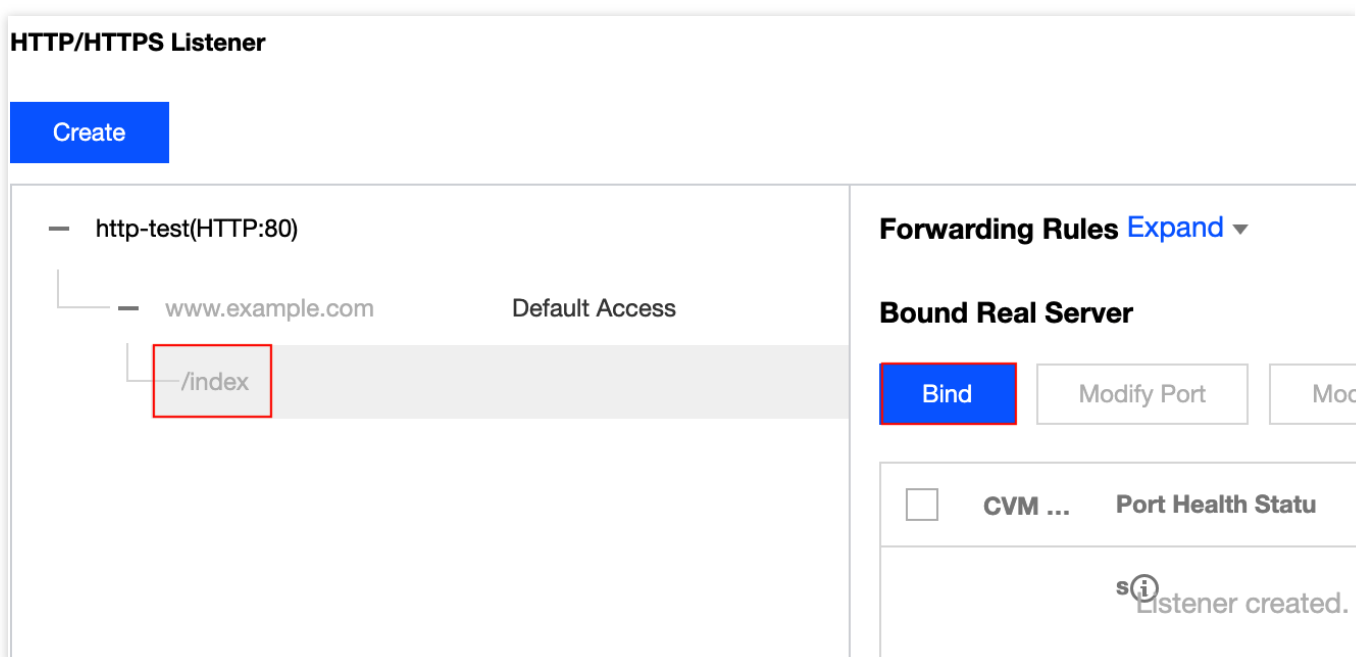 HTTP/HTTPS Listener
Create
http-test(HTTP:80)
www.example.com Default Access
/index
Forwarding Rules Expand
Bound Real Server
Bind Modify Port Moc
CVM ... Port Health Statu
s
Listener created.